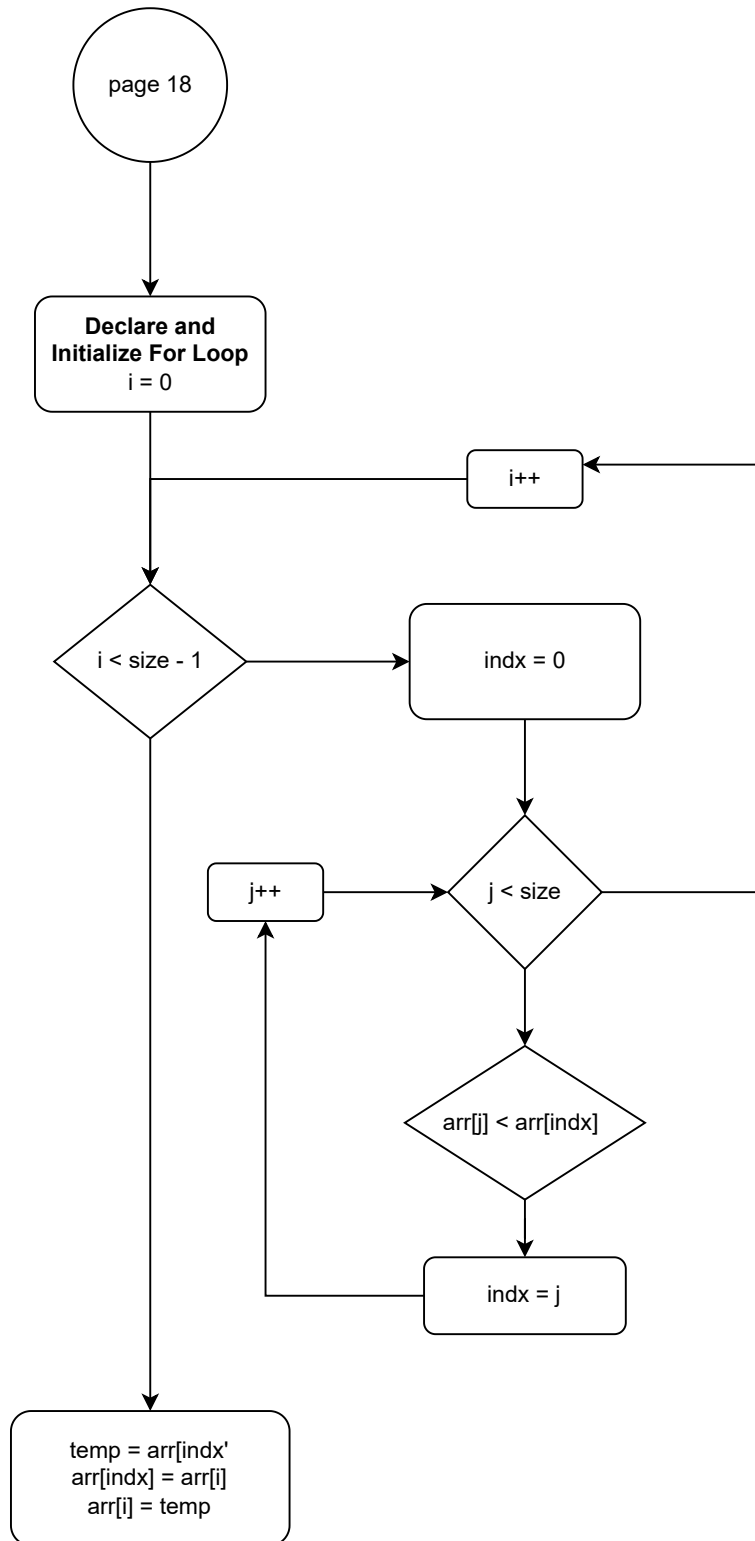 page 18
Declare and
Initialize For Loop
i = 0
i++
i < size - 1
indx = 0
j++
j < size
arr[j] < arr[indx]
indx = j
temp = arr[indx'
arr[indx] = arr[i]
arr[i] = temp